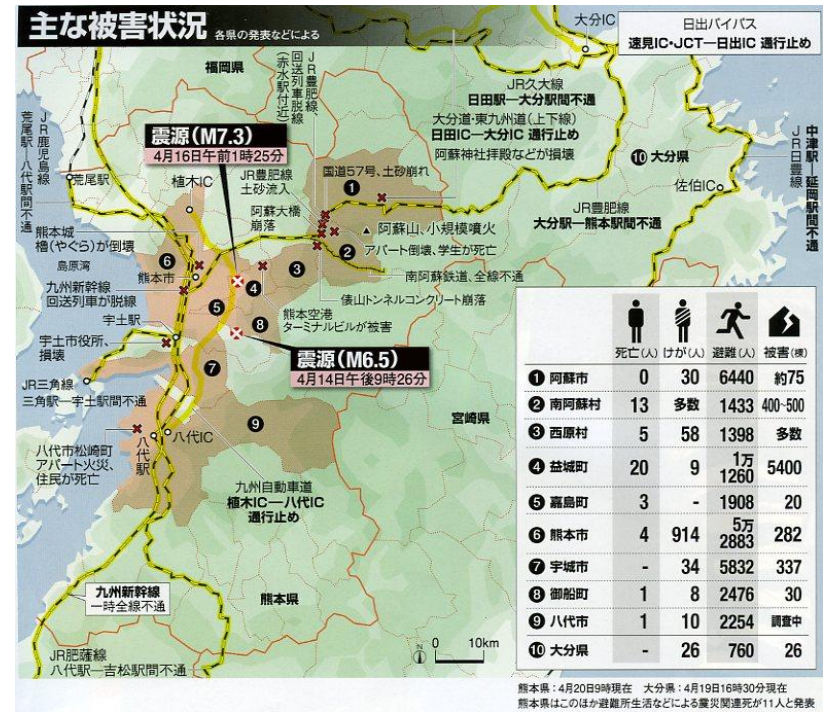 主な被害状況 各県の発表などによる
大分IC
日出バイパス
速見IC・JCT―日出IC 通行止め
福岡県
JR豊肥線、
回送列車脱線
(赤水駅付近)
JR久大線
日田駅―大分駅間不通
大分道・東九州道(上下線)
日田IC―大分IC 通行止め
阿蘇神社拝殿などが損壊
JR鹿児島線
荒尾駅―八代駅間不通
荒尾駅
震源(M7.3)
4月16日午前1時25分
植木IC
JR豊肥線
土砂流入
国道57号、土砂崩れ
❶
❿ 大分県
佐伯IC
JR日豊線
中津駅―延岡駅間不通
阿蘇大橋
崩落
▲ 阿蘇山、小規模噴火
JR豊肥線
大分駅―熊本駅間不通
熊本城
櫓(やぐら)が倒壊
❷
アパート倒壊、学生が死亡
島原湾
❻
熊本市
❸
南阿蘇鉄道、全線不通
九州新幹線
回送列車が脱線
❹
俵山トンネルコンクリート崩落
❺
熊本空港
ターミナルビルが被害
宇土駅
❽
宇土市役所、
損壊
震源(M6.5)
4月14日午後9時26分
❼
JR三角線
三角駅―宇土駅間不通
❾
宮崎県
八代市松崎町
アパート火災、
住民が死亡
八代駅
八代IC
九州自動車道
植木IC―八代IC
通行止め
九州新幹線
一時全線不通
熊本県
JR肥薩線
八代駅―吉松駅間不通
N
0 10km
死亡(人) けが(人) 避難(人) 被害(棟)
❶ 阿蘇市 0 30 6440 約75
❷ 南阿蘇村 13 多数 1433 400~500
❸ 西原村 5 58 1398 多数
❹ 益城町 20 9 1万1260 5400
❺ 嘉島町 3 - 1908 20
❻ 熊本市 4 914 5万2883 282
❼ 宇城市 - 34 5832 337
❽ 御船町 1 8 2476 30
❾ 八代市 1 10 2254 調査中
❿ 大分県 - 26 760 26
熊本県:4月20日9時現在 大分県:4月19日16時30分現在
熊本県はこのほか避難所生活などによる震災関連死が11人と発表